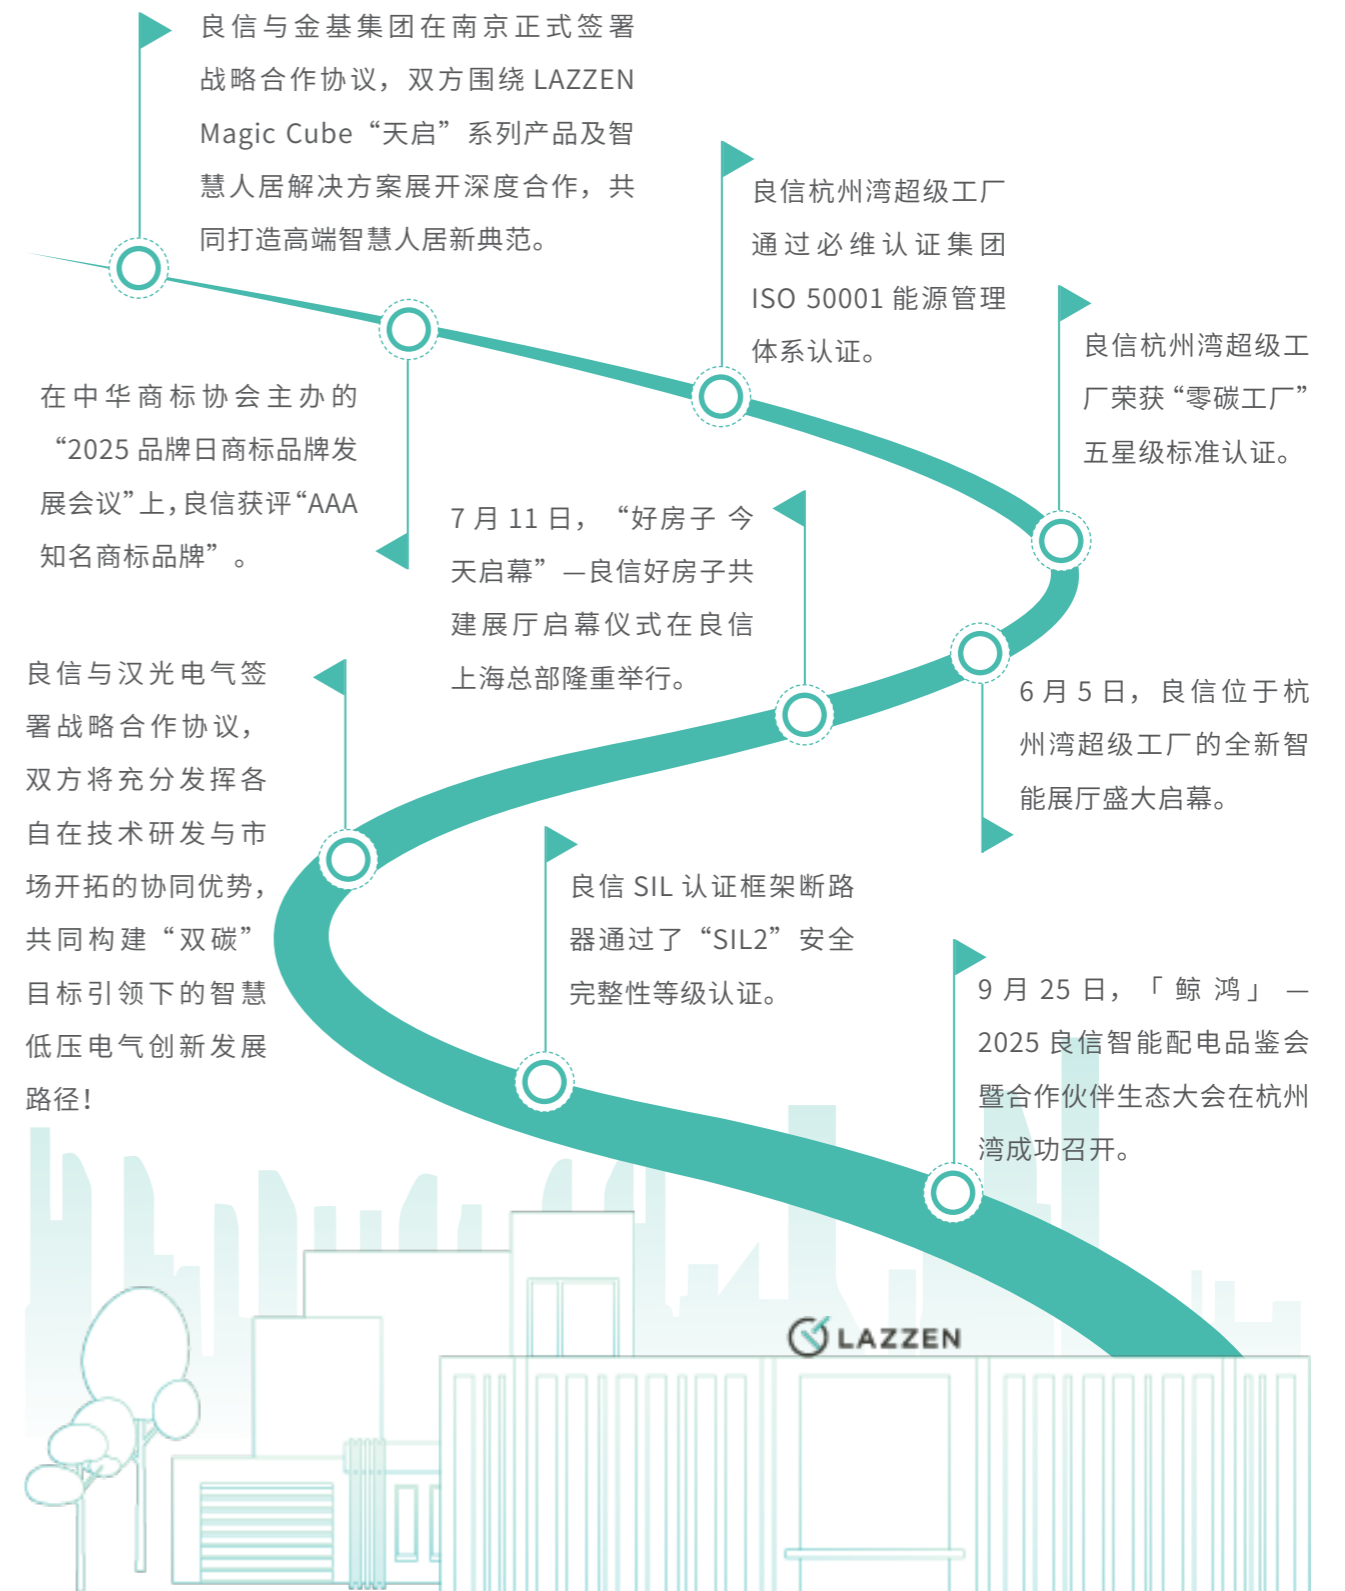 良信与金基集团在南京正式签署
战略合作协议，双方围绕 LAZZEN
Magic Cube“天启”系列产品及智
慧人居解决方案展开深度合作，共
同打造高端智慧人居新典范。
在中华商标协会主办的
“2025 品牌日商标品牌发
展会议”上，良信获评“AAA
知名商标品牌”。
良信杭州湾超级工厂
通过必维认证集团
ISO 50001 能源管理
体系认证。
良信杭州湾超级工
厂荣获“零碳工厂”
五星级标准认证。
6 月 5 日，良信位于杭
州湾超级工厂的全新智
能展厅盛大启幕。
7 月 11 日，“好房子 今
天启幕”—良信好房子共
建展厅启幕仪式在良信
上海总部隆重举行。
良信与汉光电气签
署战略合作协议，
双方将充分发挥各
自在技术研发与市
场开拓的协同优势，
共同构建“双碳”
目标引领下的智慧
低压电气创新发展
路径！
良信 SIL 认证框架断路
器通过了“SIL2”安全
完整性等级认证。
9 月 25 日，「 鲸 鸿 」 —
2025 良信智能配电品鉴会
暨合作伙伴生态大会在杭州
湾成功召开。
LAZZEN